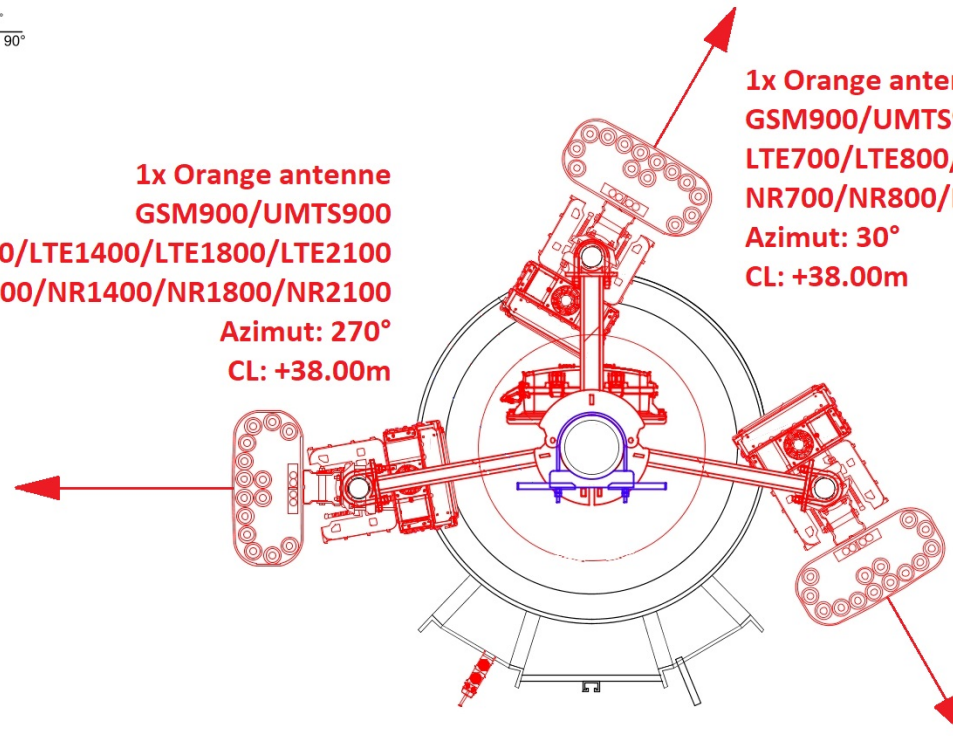 90°
1x Orange antenne
GSM900/UMTS900
0/LTE1400/LTE1800/LTE2100
00/NR1400/NR1800/NR2100
Azimut: 270°
CL: +38.00m
1x Orange
GSM900/UMTS
LTE700/LTE800/
NR700/NR800/
Azimut: 30°
CL: +38.00m